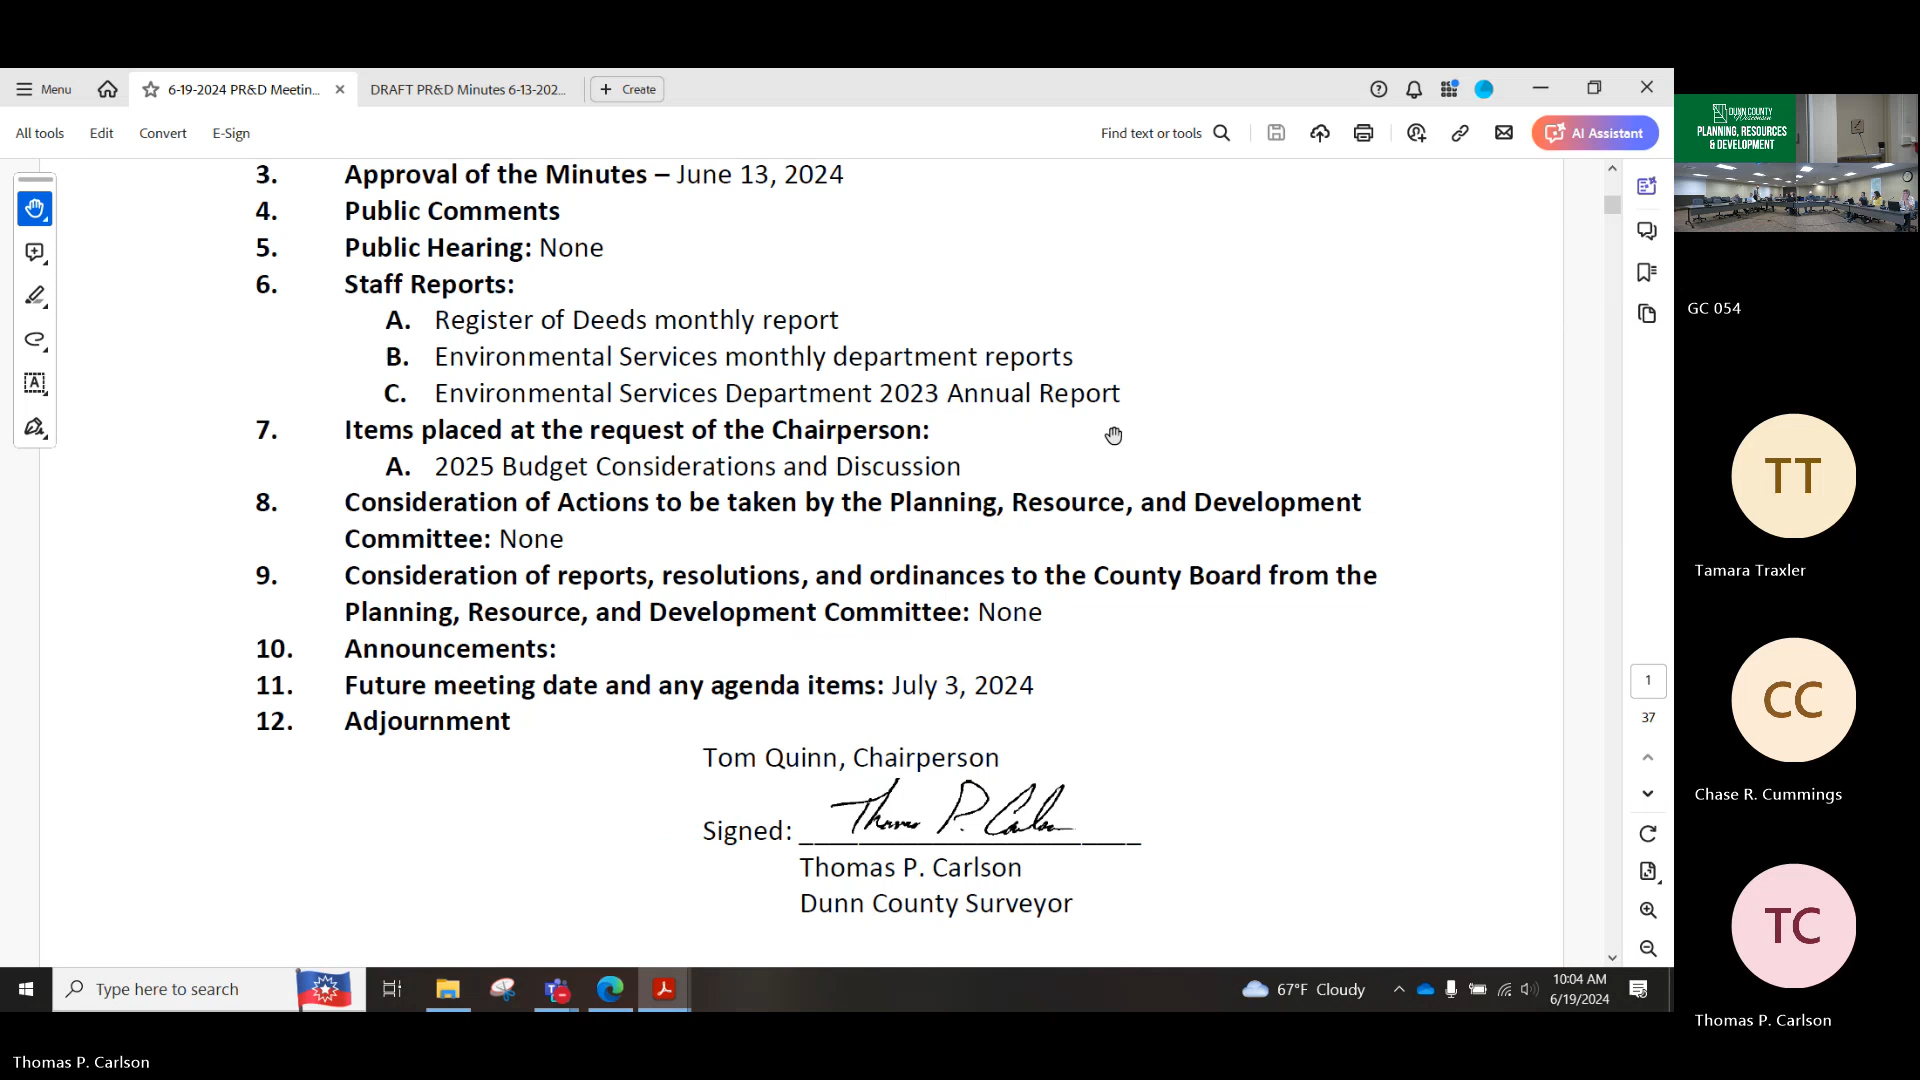 Menu
6-19-2024 PR&D Meetin...
DRAFT PR&D Minutes 6-13-202...
Create
All tools
Edit
Convert
E-Sign
Find text or tools
AI Assistant
3. Approval of the Minutes – June 13, 2024
4. Public Comments
5. Public Hearing: None
6. Staff Reports:
A. Register of Deeds monthly report
B. Environmental Services monthly department reports
C. Environmental Services Department 2023 Annual Report
7. Items placed at the request of the Chairperson:
A. 2025 Budget Considerations and Discussion
8. Consideration of Actions to be taken by the Planning, Resource, and Development
Committee: None
9. Consideration of reports, resolutions, and ordinances to the County Board from the
Planning, Resource, and Development Committee: None
10. Announcements:
11. Future meeting date and any agenda items: July 3, 2024
12. Adjournment
Tom Quinn, Chairperson
Signed: Thomas P. Carlson
Thomas P. Carlson
Dunn County Surveyor
1
37
Type here to search
67°F Cloudy
10:04 AM
6/19/2024
DUNN COUNTY
Wisconsin
PLANNING, RESOURCES
& DEVELOPMENT
GC 054
TT
Tamara Traxler
CC
Chase R. Cummings
TC
Thomas P. Carlson
Thomas P. Carlson